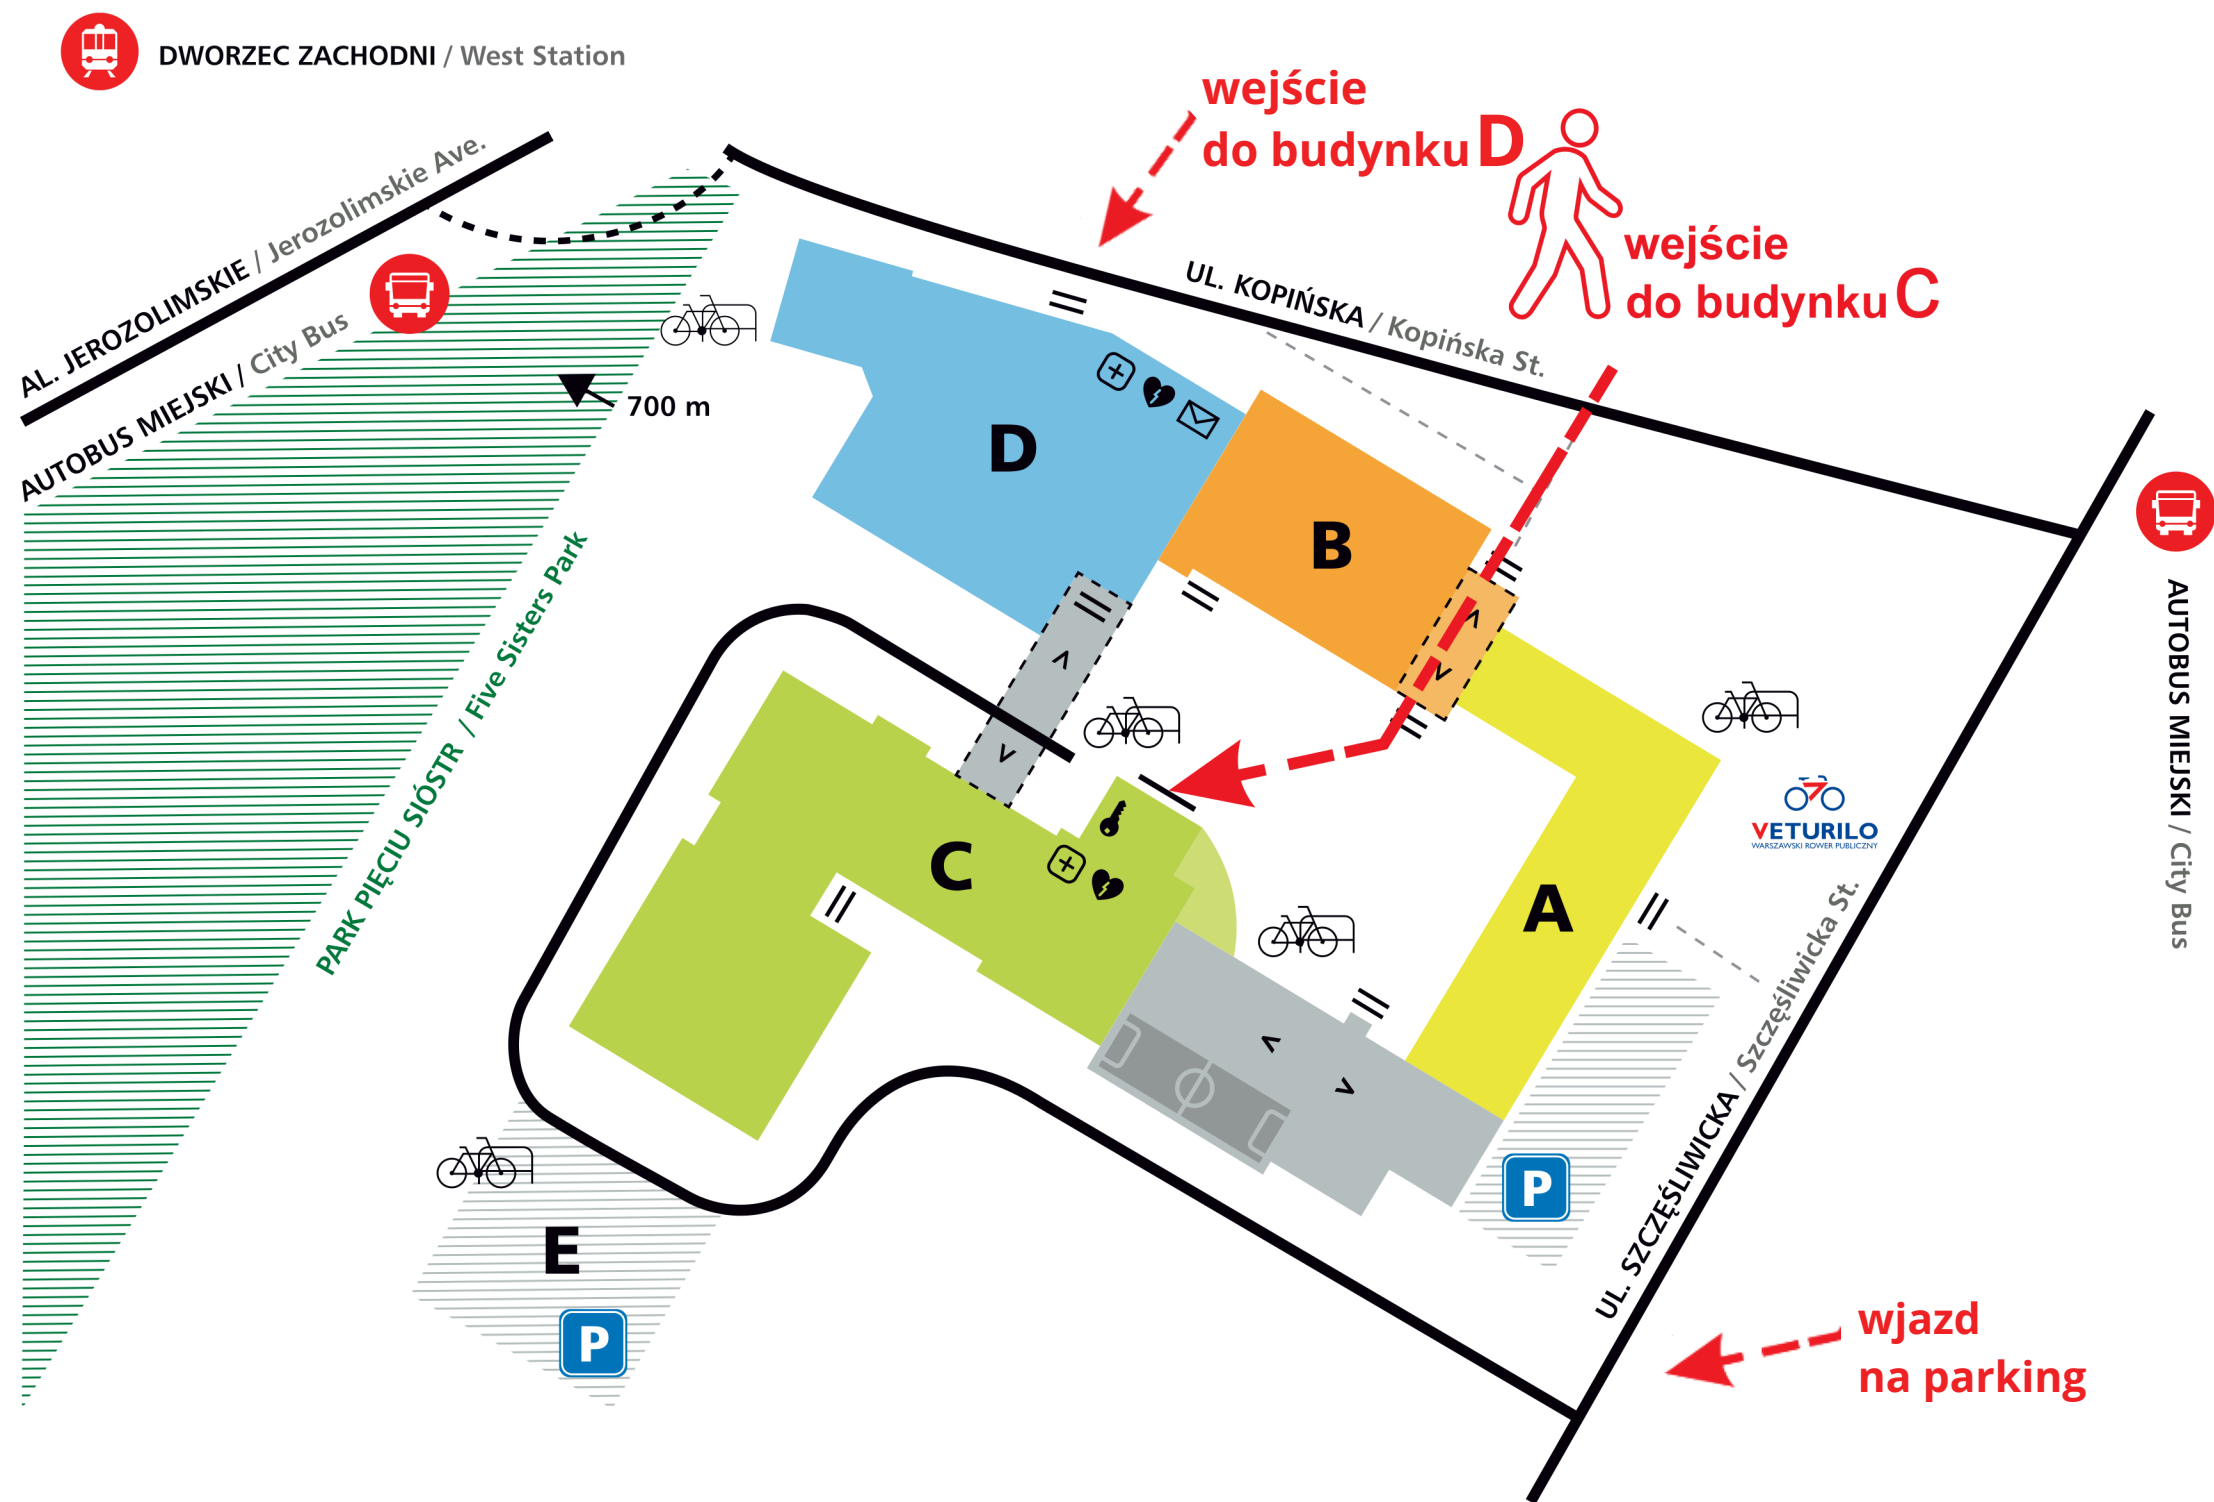 DWORZEC ZACHODNI / West Station
wejście
do budynku D
wejście
do budynku C
AL. JEROZOLIMSKIE / Jerozolimskie Ave.
AUTOBUS MIEJSKI / City Bus
UL. KOPIŃSKA / Kopińska St.
700 m
PARK PIĘCIU SIÓSTR / Five Sisters Park
D
B
C
A
E
P
P
VETURILO
WARSZAWSKI ROWER PUBLICZNY
AUTOBUS MIEJSKI / City Bus
UL. SZCZĘŚLIWICKA / Szczęśliwicka St.
wjazd
na parking